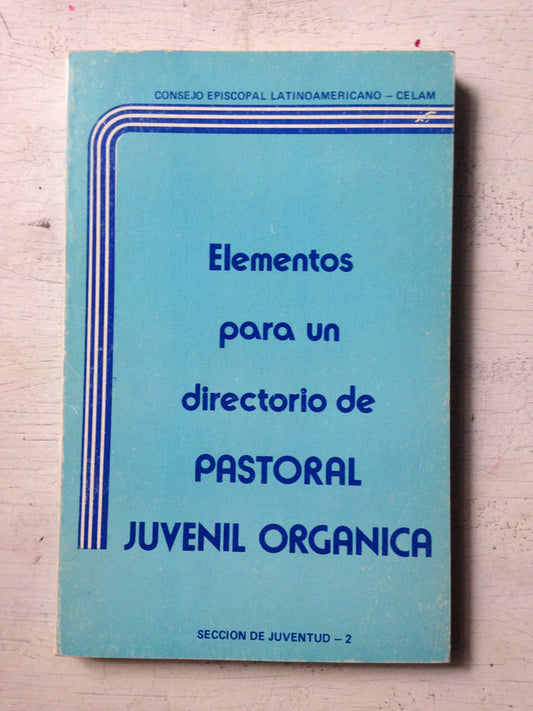 CONSEJO EPISCOPAL LATINOAMERICANO – CELAM
Elementos
para un
directorio de
PASTORAL
JUVENIL ORGANICA
SECCION DE JUVENTUD – 2